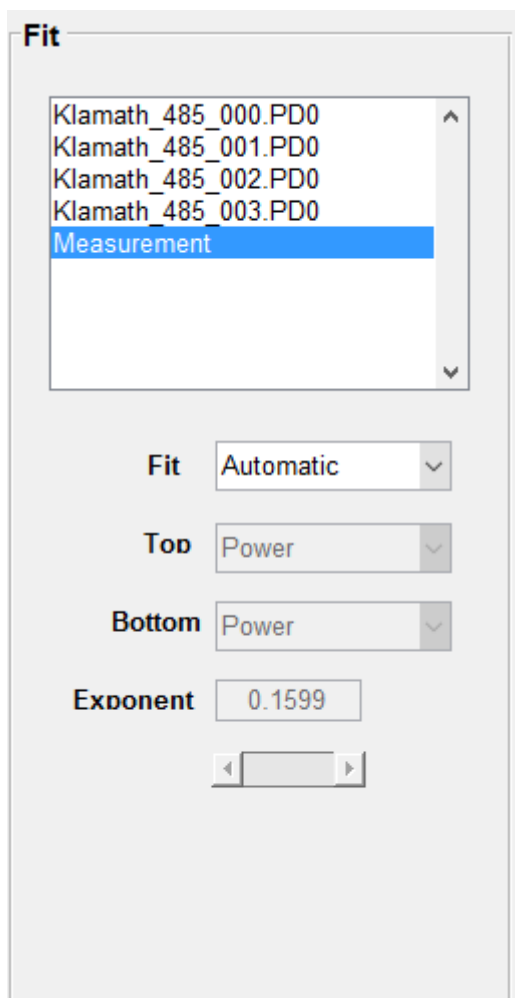 Fit
Klamath_485_000.PD0
Klamath_485_001.PD0
Klamath_485_002.PD0
Klamath_485_003.PD0
Measurement
Fit Automatic
Top Power
Bottom Power
Exponent 0.1599